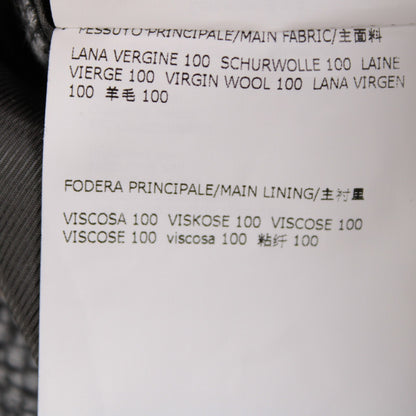 TESSUTO PRINCIPALE/MAIN FABRIC/主面料
LANA VERGINE 100 SCHURWOLLE 100 LAINE
VIERGE 100 VIRGIN WOOL 100 LANA VIRGEN
100 羊毛 100
FODERA PRINCIPALE/MAIN LINING/主衬里
VISCOSA 100 VISKOSE 100 VISCOSE 100
VISCOSE 100 viscosa 100 粘纤 100